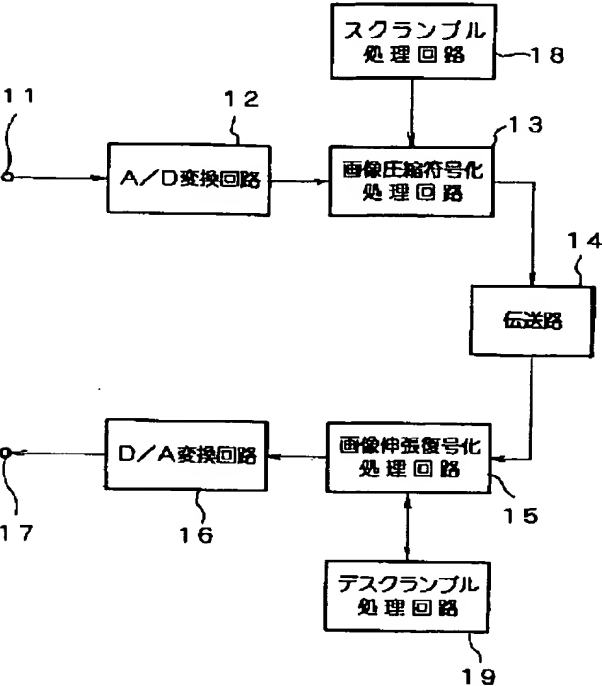 スクランブル
処理回路
18
11
12
13
A/D変換回路
画像圧縮符号化
処理回路
14
伝送路
D/A変換回路
画像伸張復号化
処理回路
15
17
16
デスクランブル
処理回路
19